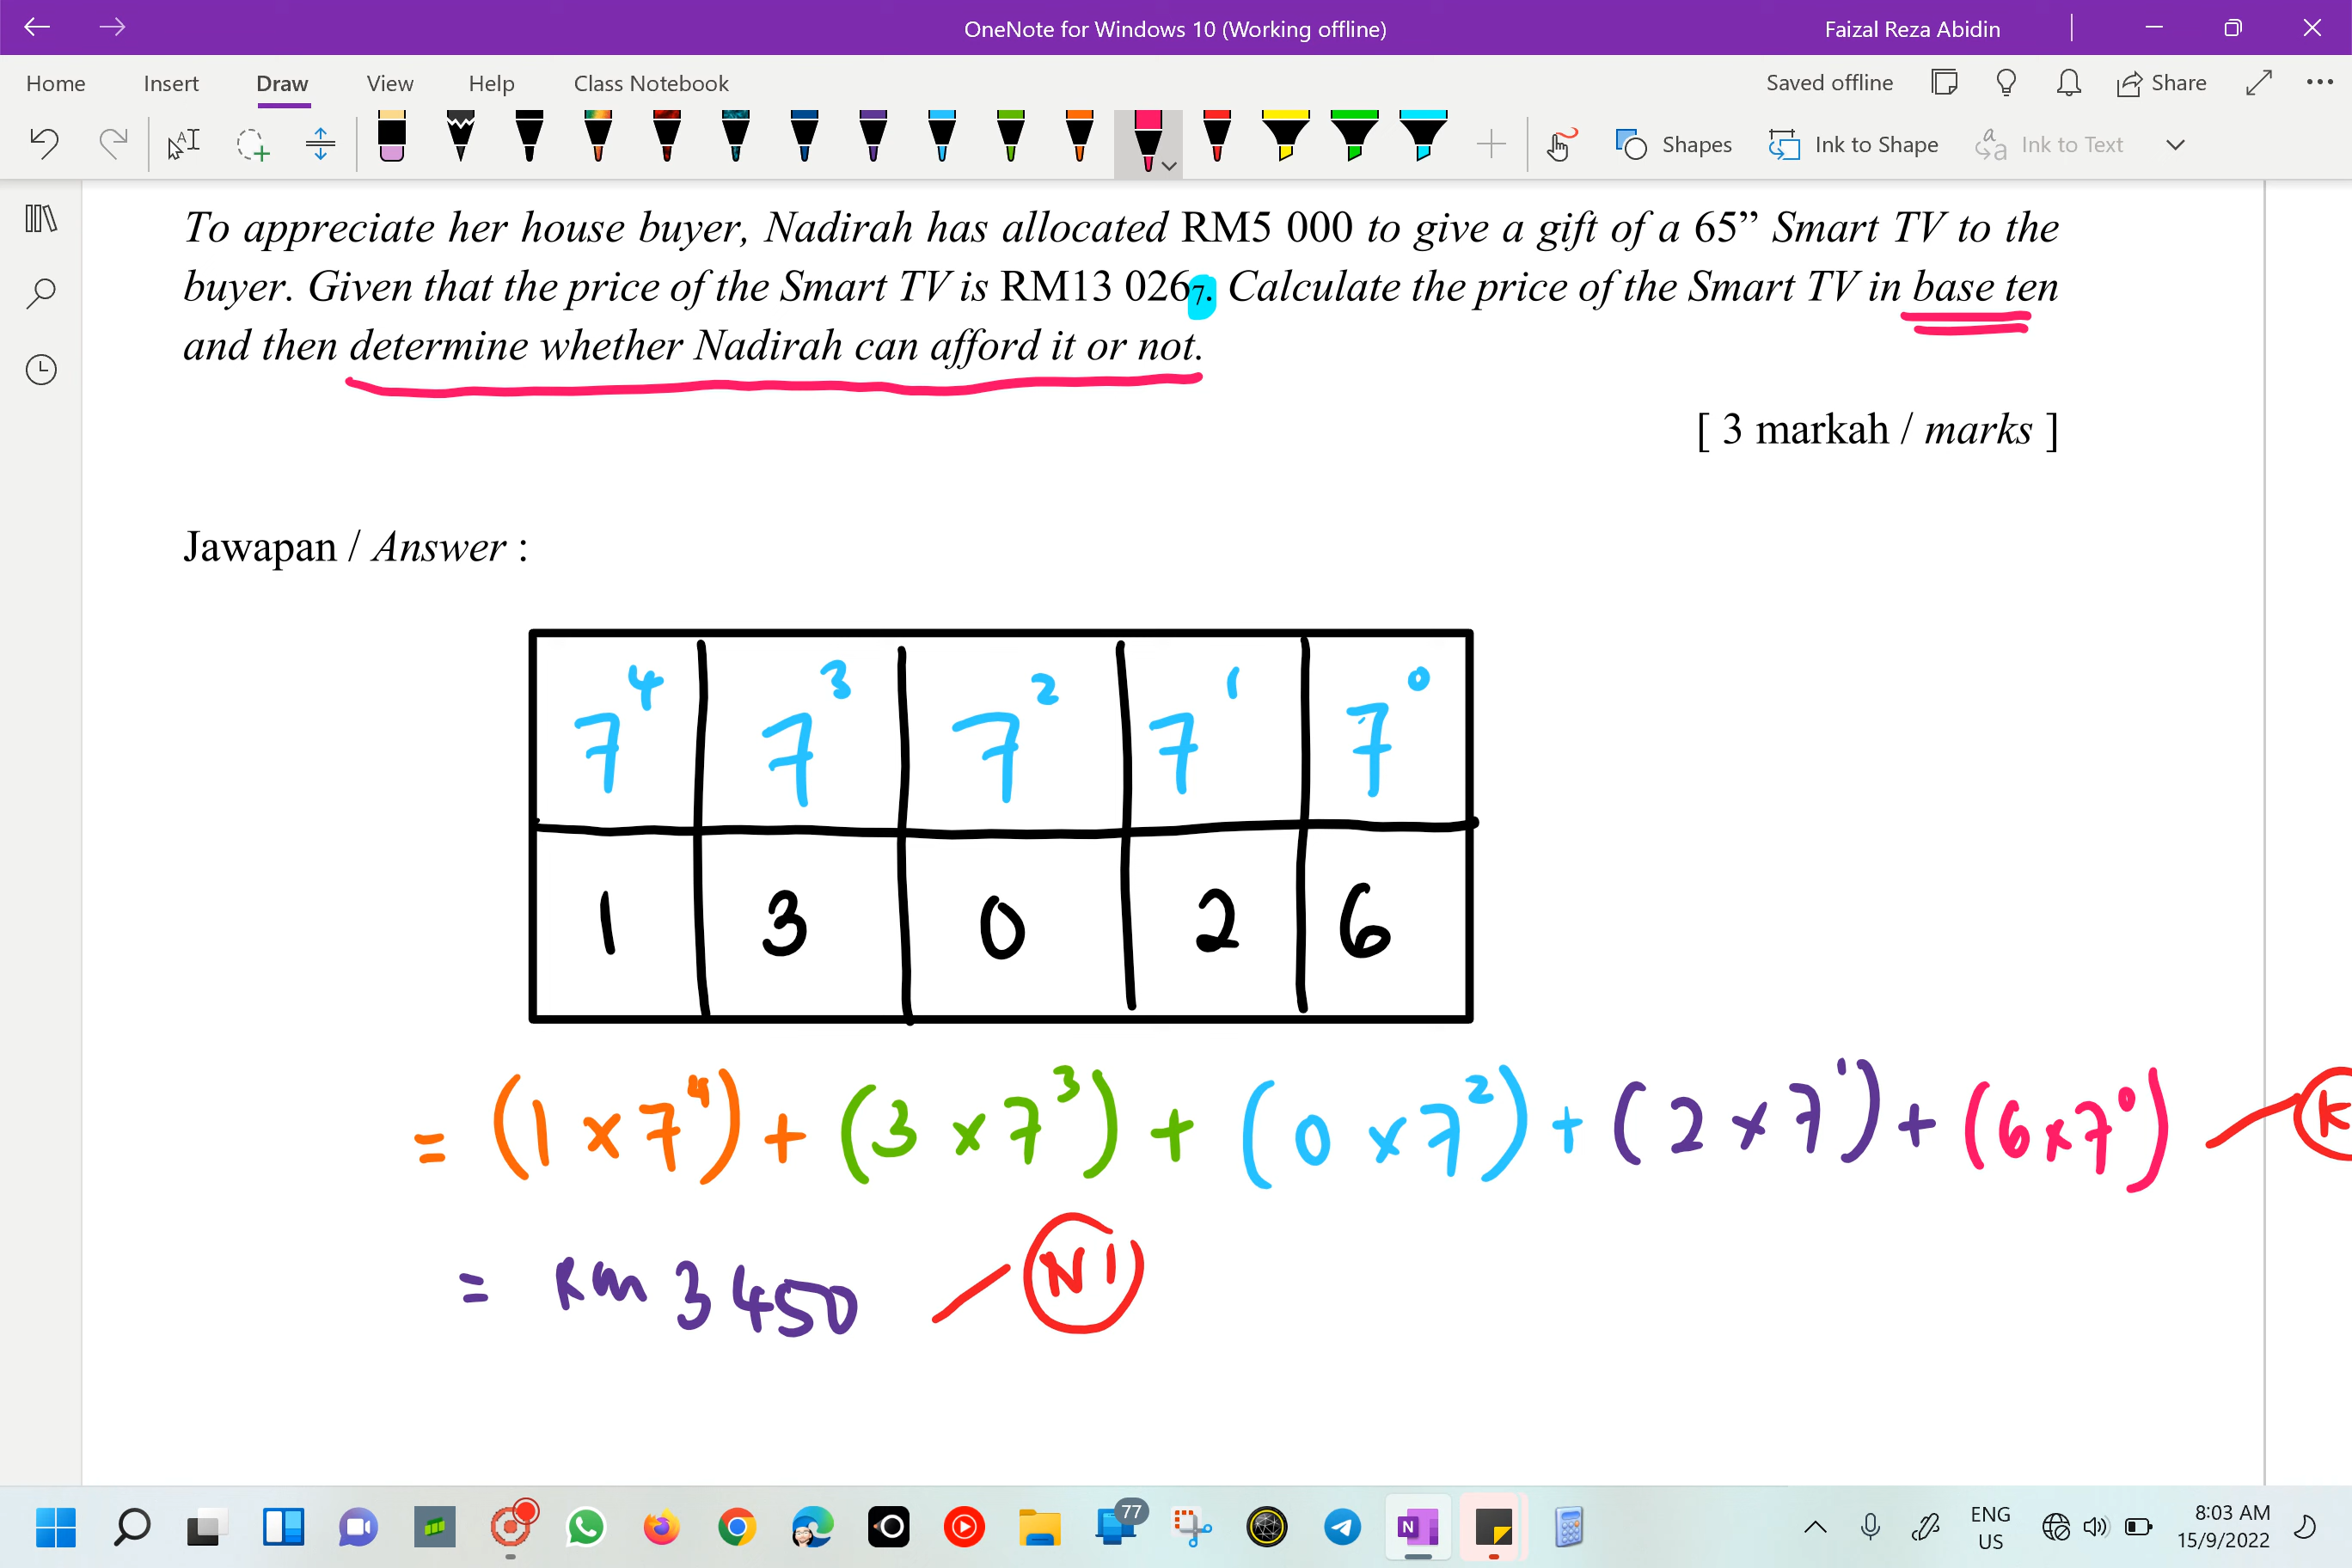 OneNote for Windows 10 (Working offline)
Faizal Reza Abidin
Home Insert Draw View Help Class Notebook
Saved offline
Share
Shapes Ink to Shape Ink to Text
To appreciate her house buyer, Nadirah has allocated RM5 000 to give a gift of a 65” Smart TV to the
buyer. Given that the price of the Smart TV is RM13 026₇. Calculate the price of the Smart TV in base ten
and then determine whether Nadirah can afford it or not.
[ 3 markah / marks ]
Jawapan / Answer :
7⁴ 7³ 7² 7¹ 7⁰
1 3 0 2 6
= (1 × 7⁴) + (3 × 7³) + (0 × 7²) + (2 × 7¹) + (6 × 7⁰) K
= RM 3450 N1
77
N
ENG
US
8:03 AM
15/9/2022